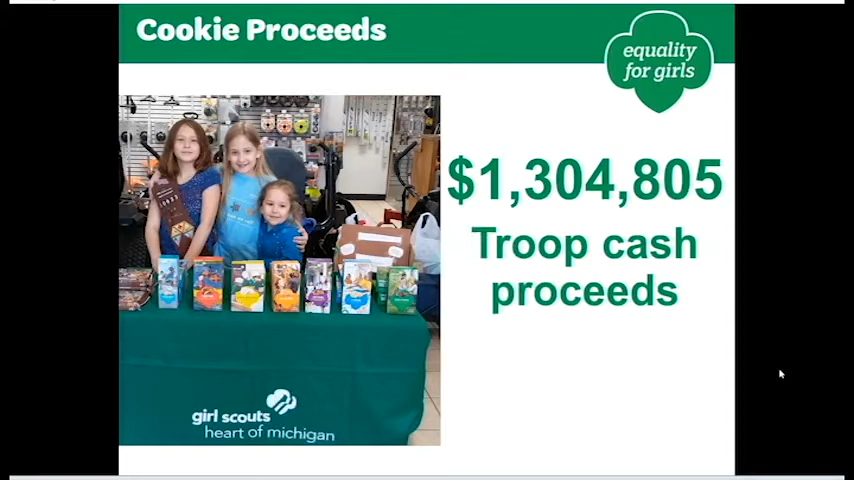 Cookie Proceeds
equality
for girls
$1,304,805
Troop cash
proceeds
girl scouts
heart of michigan